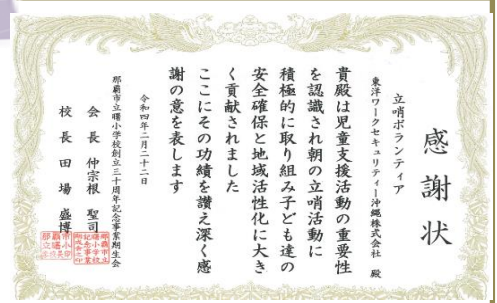 感謝状
立哨ボランティア
東洋ワークセキュリティー沖縄株式会社 殿
貴殿は児童支援活動の重要性
を認識され朝の立哨活動に
積極的に取り組み子ども達の
安全確保と地域活性化に大き
く貢献されました
ここにその功績を讃え深く感
謝の意を表します
令和四年二月二十二日
那覇市立曙小学校創立三十周年記念事業期生会
会長 仲宗根 聖司
校長 田場 盛博